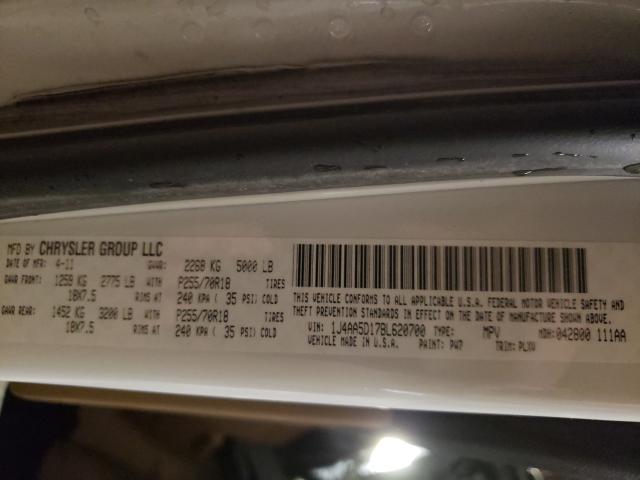 MFD BY CHRYSLER GROUP LLC
DATE OF MFR: 4-11 GVWR: 2268 KG 5000 LB
GAWR FRONT: 1259 KG 2775 LB WITH P255/70R18 TIRES
18X7.5 RIMS AT 240 KPA ( 35 PSI) COLD
GAWR REAR: 1452 KG 3200 LB WITH P255/70R18 TIRES
18X7.5 RIMS AT 240 KPA ( 35 PSI) COLD
THIS VEHICLE CONFORMS TO ALL APPLICABLE U.S.A. FEDERAL MOTOR VEHICLE SAFETY AND
THEFT PREVENTION STANDARDS IN EFFECT ON THE DATE OF MANUFACTURE SHOWN ABOVE.
VIN: 1J4AA5D17BL620700 TYPE: MPV MDH: 042800 111AA
VEHICLE MADE IN U.S.A. PAINT: PW7 TRIM: PLXV